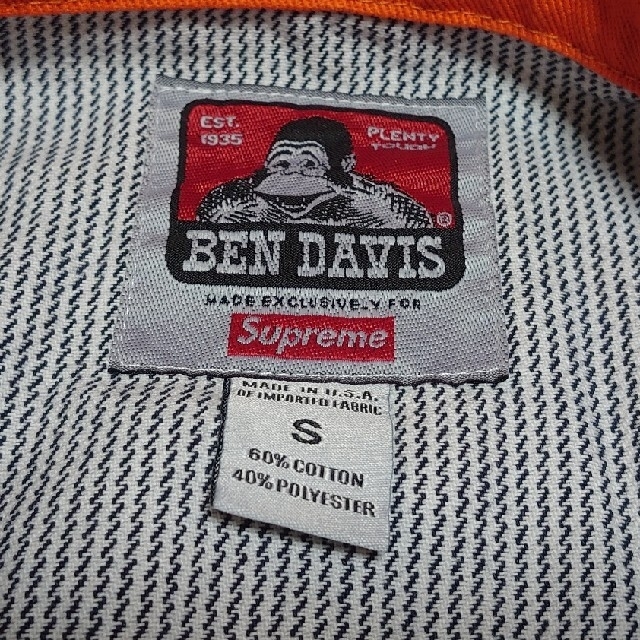 EST.
1935
PLENTY
TOUGH
®
BEN DAVIS
MADE EXCLUSIVELY FOR
Supreme
MADE IN U.S.A.
OF IMPORTED FABRIC
S
60% COTTON
40% POLYESTER